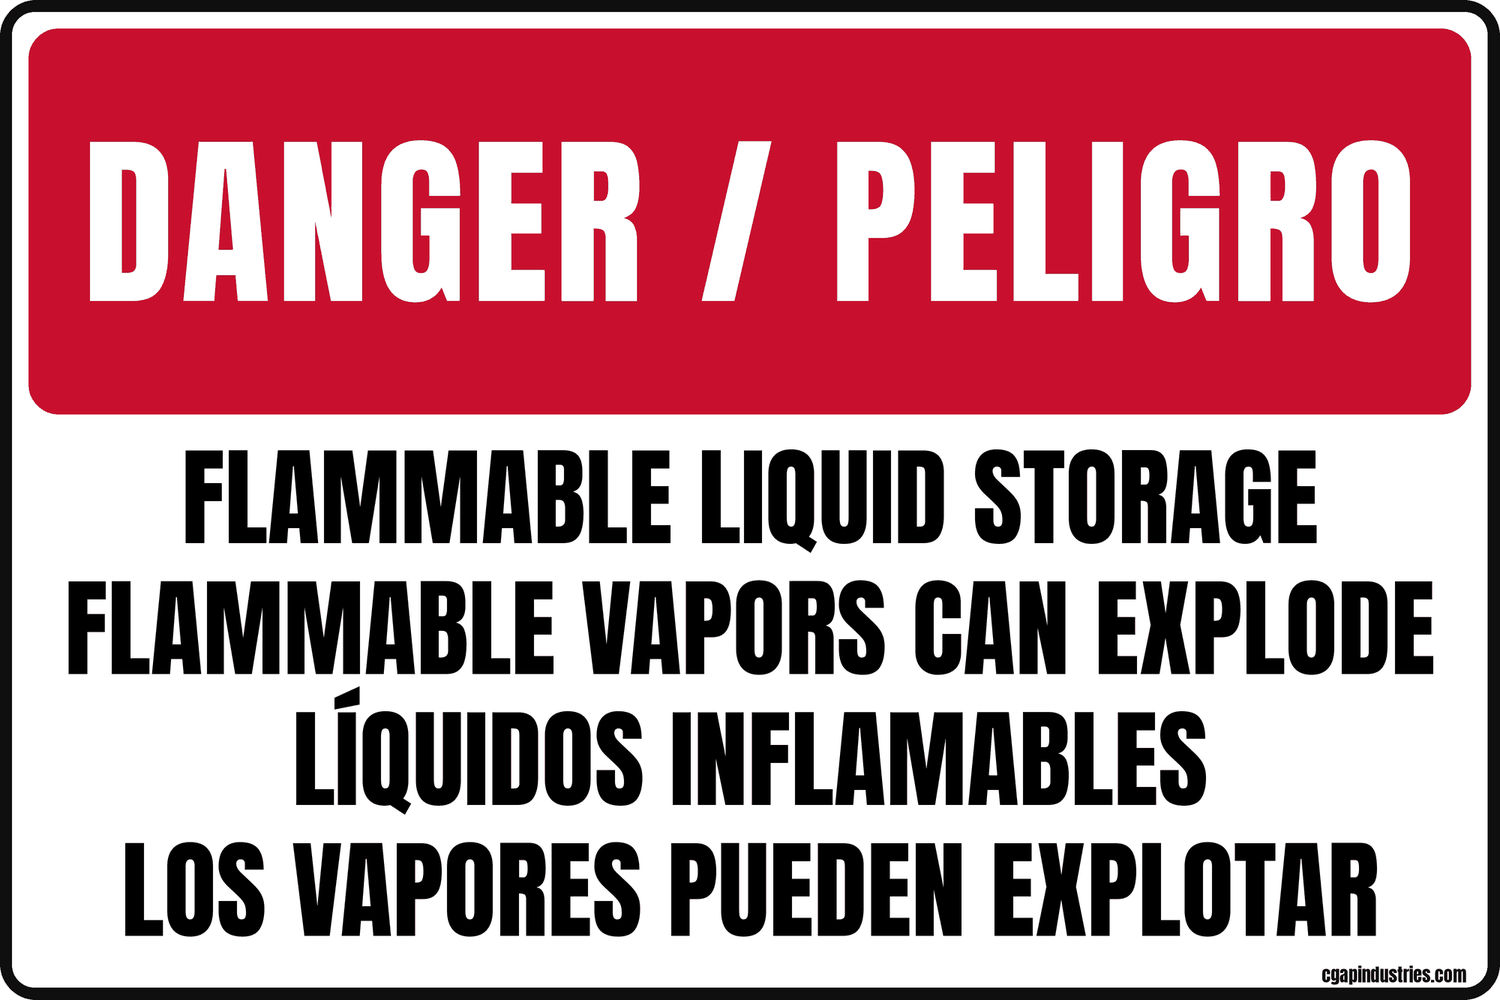 DANGER / PELIGRO
FLAMMABLE LIQUID STORAGE
FLAMMABLE VAPORS CAN EXPLODE
LÍQUIDOS INFLAMABLES
LOS VAPORES PUEDEN EXPLOTAR
cgapindustries.com